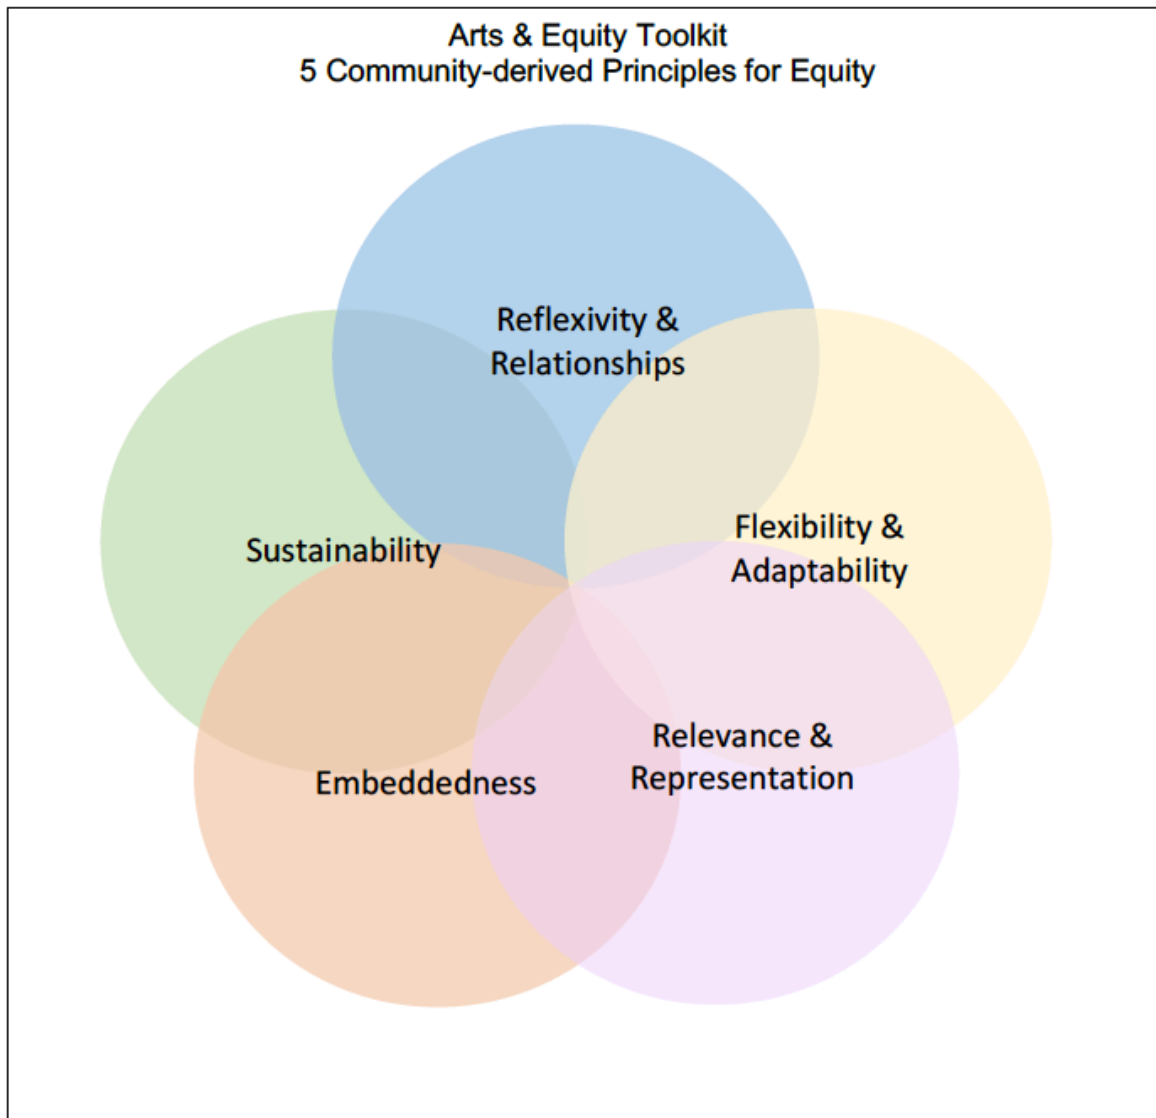 Arts & Equity Toolkit
5 Community-derived Principles for Equity
Reflexivity &
Relationships
Flexibility &
Adaptability
Sustainability
Relevance &
Representation
Embeddedness